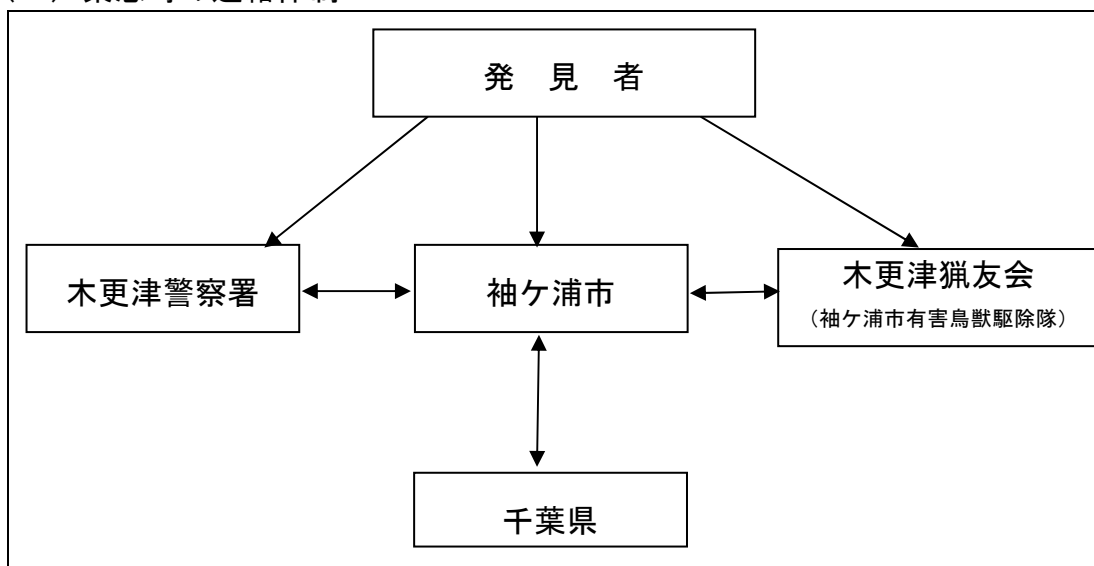 発 見 者
木更津警察署
袖ケ浦市
木更津猟友会
（袖ケ浦市有害鳥獣駆除隊）
千葉県